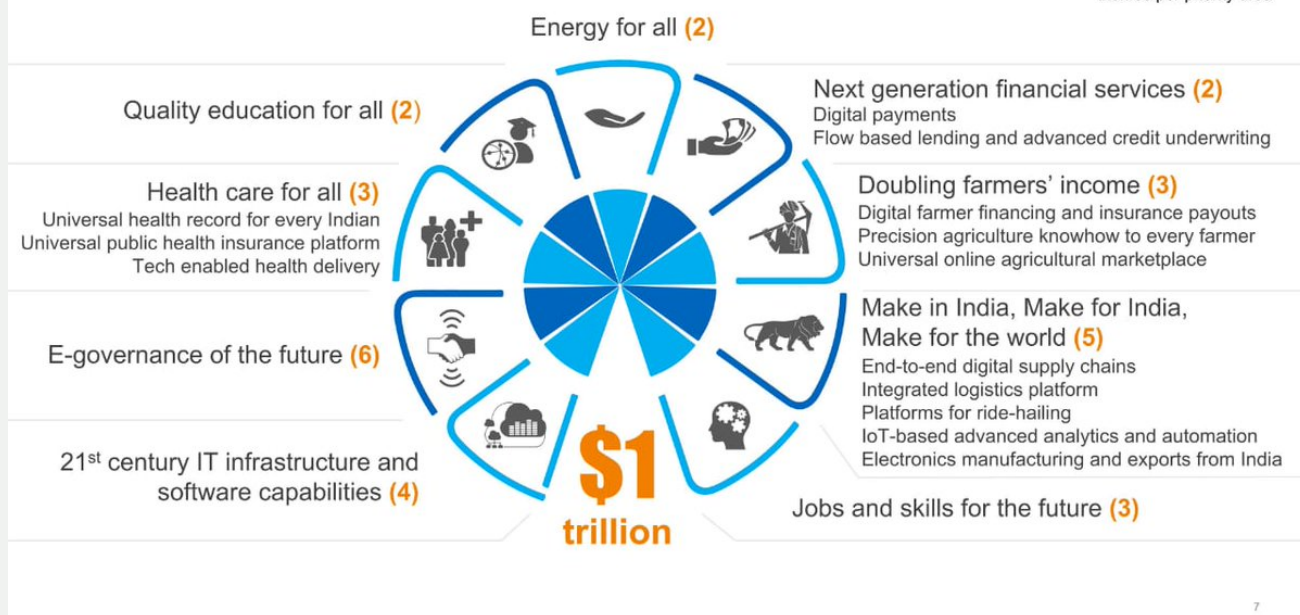 Energy for all (2)
Quality education for all (2)
Health care for all (3)
Universal health record for every Indian
Universal public health insurance platform
Tech enabled health delivery
E-governance of the future (6)
21st century IT infrastructure and
software capabilities (4)
$1
trillion
Next generation financial services (2)
Digital payments
Flow based lending and advanced credit underwriting
Doubling farmers’ income (3)
Digital farmer financing and insurance payouts
Precision agriculture knowhow to every farmer
Universal online agricultural marketplace
Make in India, Make for India,
Make for the world (5)
End-to-end digital supply chains
Integrated logistics platform
Platforms for ride-hailing
IoT-based advanced analytics and automation
Electronics manufacturing and exports from India
Jobs and skills for the future (3)
7